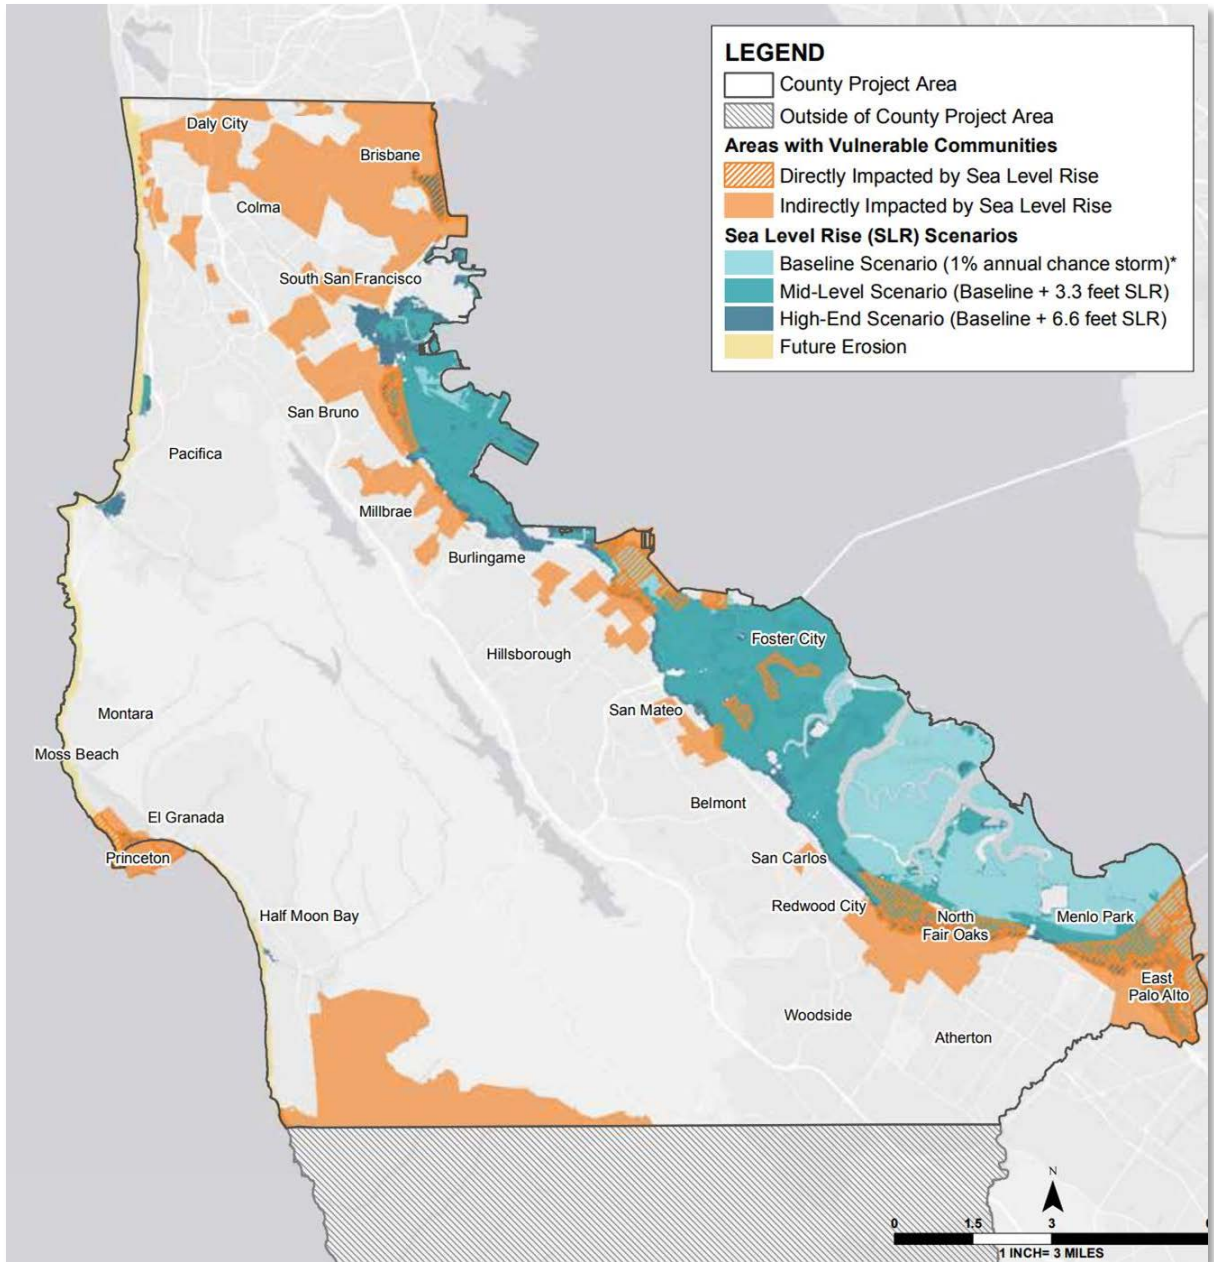 LEGEND
County Project Area
Outside of County Project Area
Areas with Vulnerable Communities
Directly Impacted by Sea Level Rise
Indirectly Impacted by Sea Level Rise
Sea Level Rise (SLR) Scenarios
Baseline Scenario (1% annual chance storm)*
Mid-Level Scenario (Baseline + 3.3 feet SLR)
High-End Scenario (Baseline + 6.6 feet SLR)
Future Erosion
Daly City
Brisbane
Colma
South San Francisco
San Bruno
Pacifica
Millbrae
Burlingame
Foster City
Hillsborough
San Mateo
Montara
Moss Beach
Belmont
El Granada
Princeton
San Carlos
Redwood City
Half Moon Bay
North
Fair Oaks
Menlo Park
East
Palo Alto
Woodside
Atherton
N
0 1.5 3
1 INCH= 3 MILES